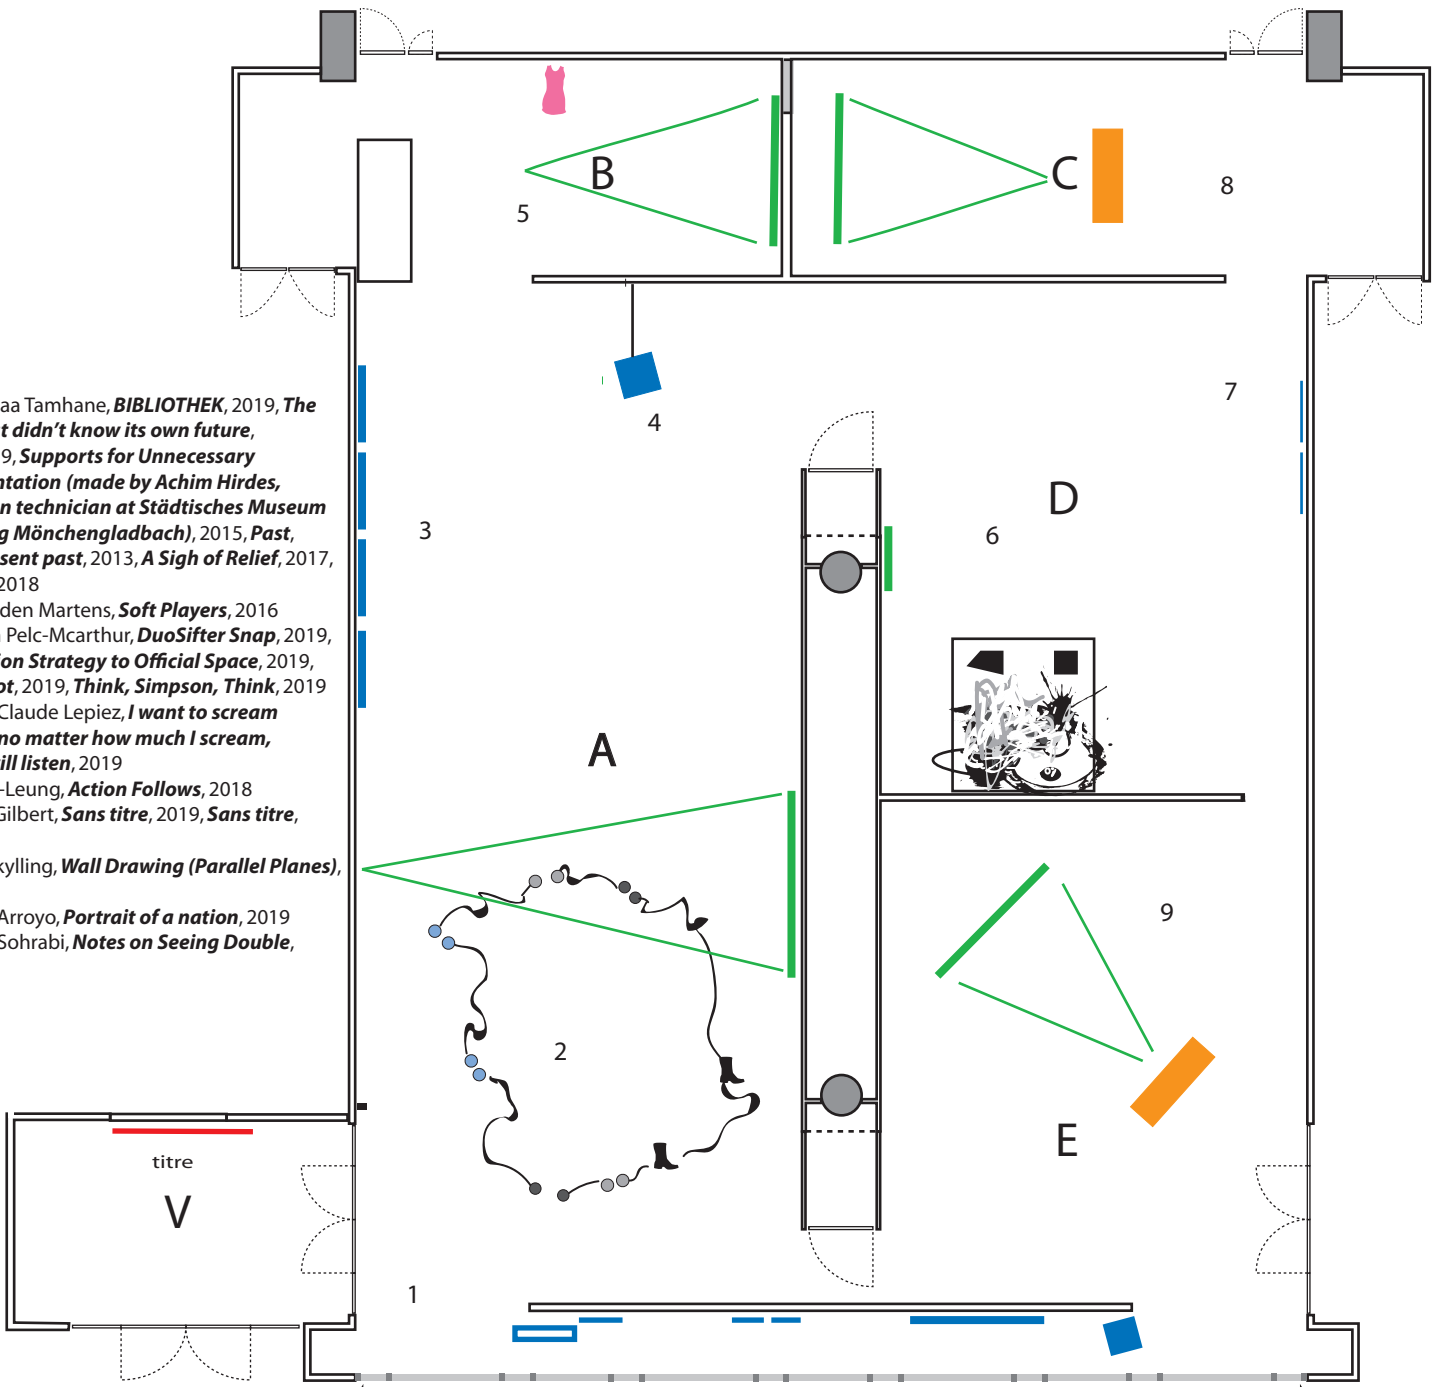 B
C
8
5
aa Tamhane, BIBLIOTHEK, 2019, The
t didn't know its own future,
9, Supports for Unnecessary
ntation (made by Achim Hirdes,
n technician at Städtisches Museum
g Mönchengladbach), 2015, Past,
sent past, 2013, A Sigh of Relief, 2017,
2018
den Martens, Soft Players, 2016
n Pelc-Mcarthur, DuoSifter Snap, 2019,
ion Strategy to Official Space, 2019,
ot, 2019, Think, Simpson, Think, 2019
Claude Lepiez, I want to scream
no matter how much I scream,
ill listen, 2019
-Leung, Action Follows, 2018
Gilbert, Sans titre, 2019, Sans titre,
kylling, Wall Drawing (Parallel Planes),
Arroyo, Portrait of a nation, 2019
Sohrabi, Notes on Seeing Double,
7
4
D
3
6
A
9
2
E
titre
V
1